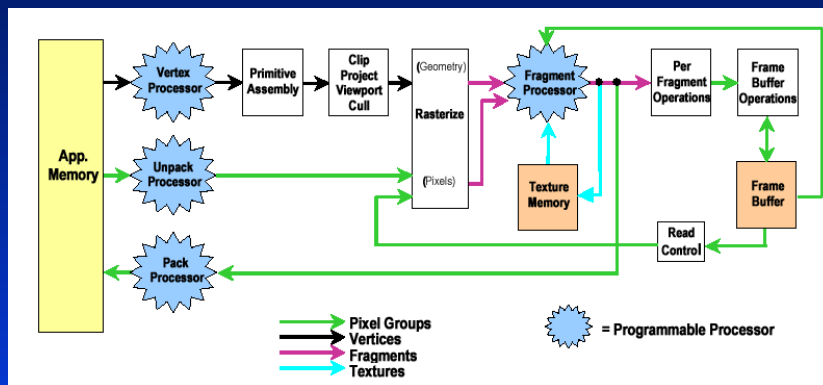 App.
Memory
Vertex
Processor
Primitive
Assembly
Clip
Project
Viewport
Cull
(Geometry)
Rasterize
(Pixels)
Fragment
Processor
Per
Fragment
Operations
Frame
Buffer
Operations
Unpack
Processor
Texture
Memory
Frame
Buffer
Read
Control
Pack
Processor
Pixel Groups
Vertices
Fragments
Textures
= Programmable Processor